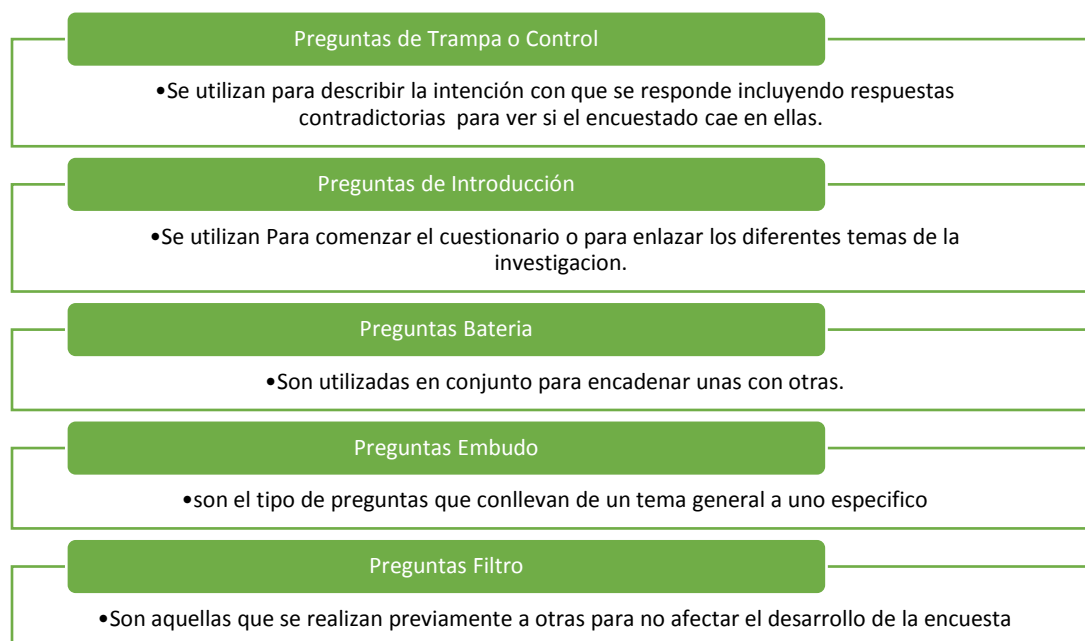 Preguntas de Trampa o Control
•Se utilizan para describir la intención con que se responde incluyendo respuestas
contradictorias para ver si el encuestado cae en ellas.
Preguntas de Introducción
•Se utilizan Para comenzar el cuestionario o para enlazar los diferentes temas de la
investigacion.
Preguntas Bateria
•Son utilizadas en conjunto para encadenar unas con otras.
Preguntas Embudo
•son el tipo de preguntas que conllevan de un tema general a uno especifico
Preguntas Filtro
•Son aquellas que se realizan previamente a otras para no afectar el desarrollo de la encuesta